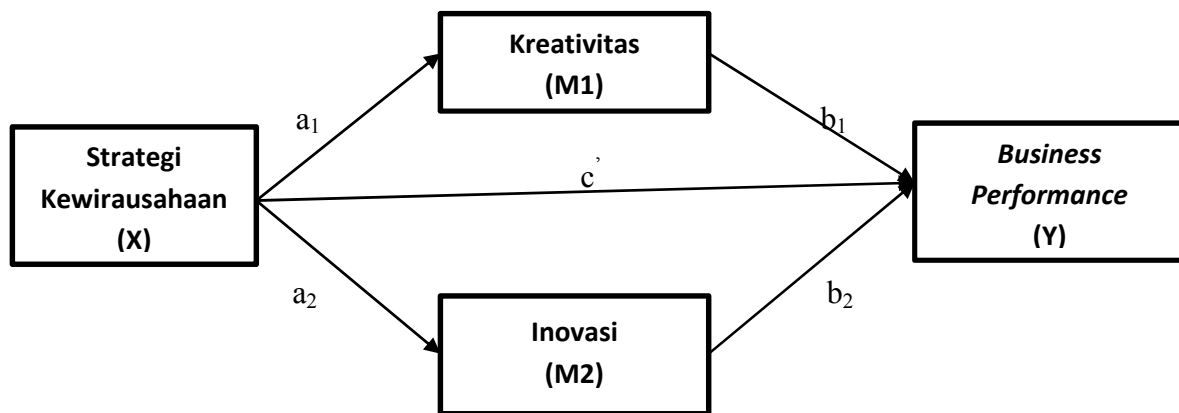 Kreativitas
(M1)
a₁
b₁
Strategi
Kewirausahaan
(X)
c’
Business
Performance
(Y)
a₂
b₂
Inovasi
(M2)